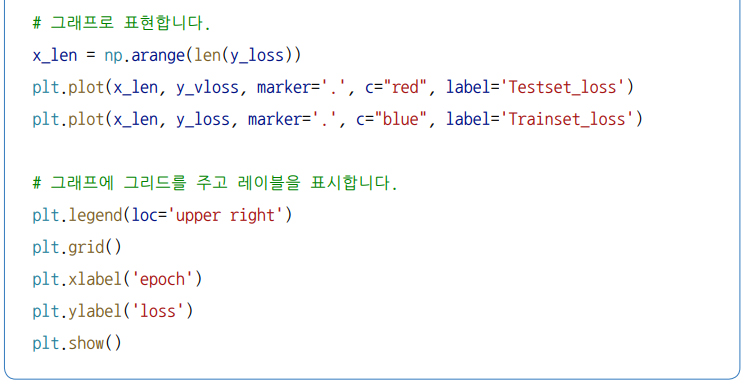 # 그래프로 표현합니다.
x_len = np.arange(len(y_loss))
plt.plot(x_len, y_vloss, marker='.', c="red", label='Testset_loss')
plt.plot(x_len, y_loss, marker='.', c="blue", label='Trainset_loss')
# 그래프에 그리드를 주고 레이블을 표시합니다.
plt.legend(loc='upper right')
plt.grid()
plt.xlabel('epoch')
plt.ylabel('loss')
plt.show()